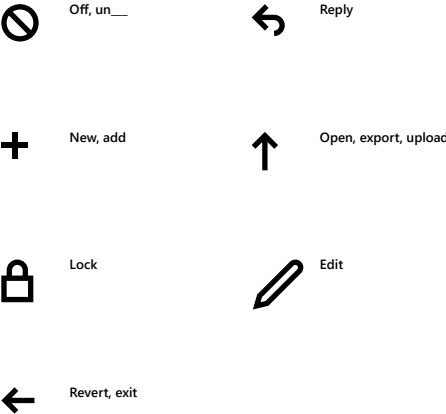 Off, un___
Reply
New, add
Open, export, upload
Lock
Edit
Revert, exit